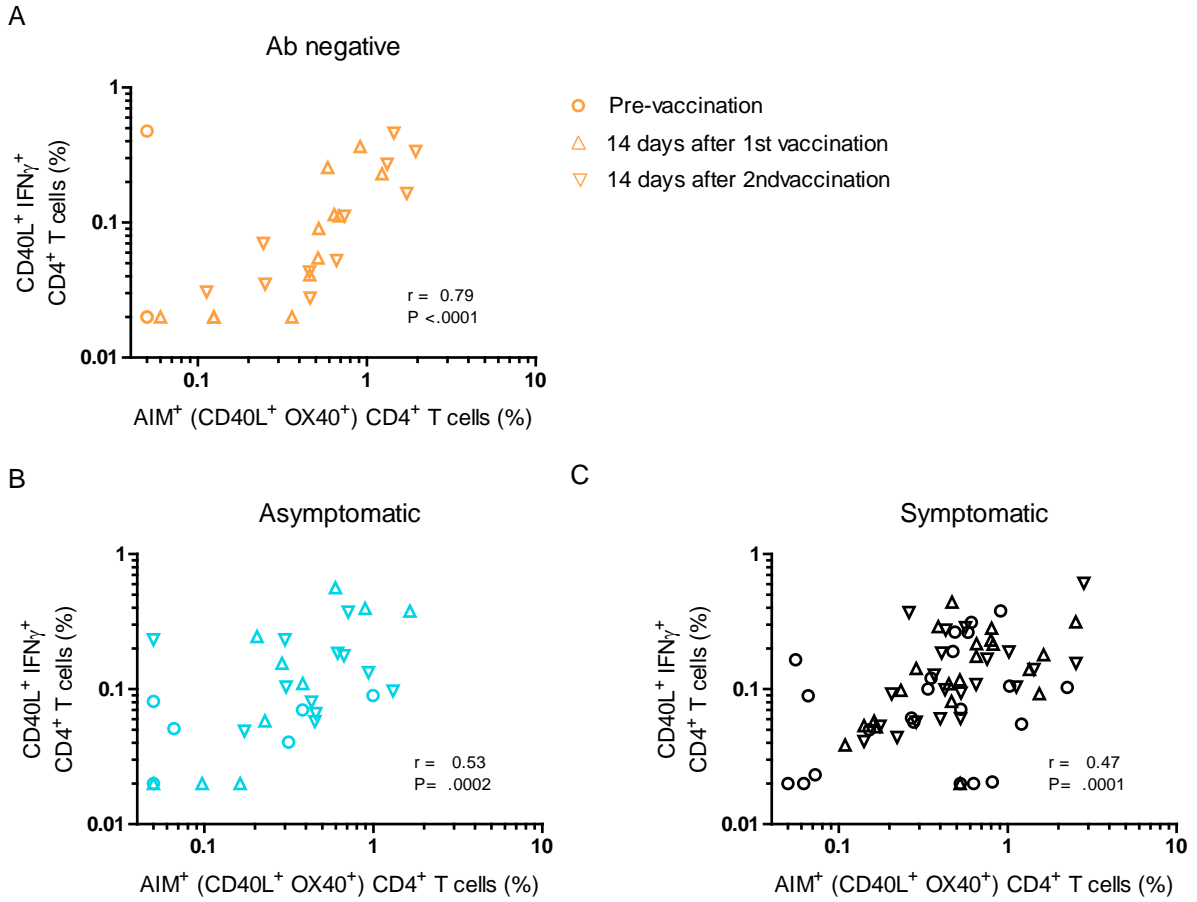 A
Ab negative
1
0.1
0.01
0.1
1
10
CD40L⁺ IFNγ⁺
CD4⁺ T cells (%)
AIM⁺ (CD40L⁺ OX40⁺) CD4⁺ T cells (%)
r = 0.79
P <.0001
Pre-vaccination
14 days after 1st vaccination
14 days after 2ndvaccination
B
Asymptomatic
1
0.1
0.01
0.1
1
10
CD40L⁺ IFNγ⁺
CD4⁺ T cells (%)
AIM⁺ (CD40L⁺ OX40⁺) CD4⁺ T cells (%)
r = 0.53
P= .0002
C
Symptomatic
1
0.1
0.01
0.1
1
10
CD40L⁺ IFNγ⁺
CD4⁺ T cells (%)
AIM⁺ (CD40L⁺ OX40⁺) CD4⁺ T cells (%)
r = 0.47
P= .0001